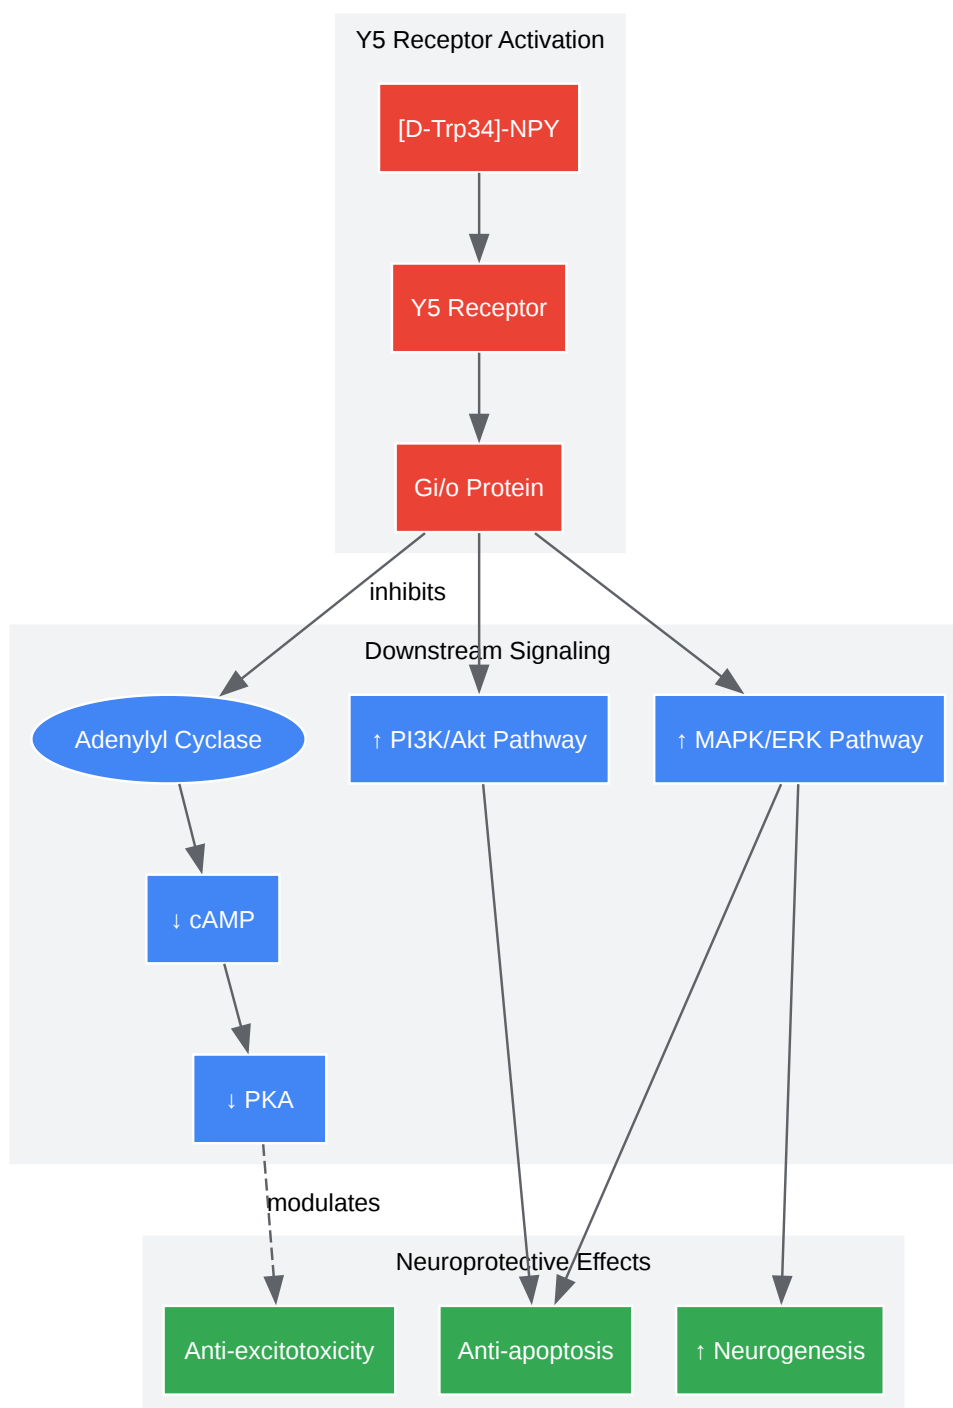 Y5 Receptor Activation
[D-Trp34]-NPY
Y5 Receptor
Gi/o Protein
inhibits
Downstream Signaling
Adenylyl Cyclase
↑ PI3K/Akt Pathway
↑ MAPK/ERK Pathway
↓ cAMP
↓ PKA
modulates
Neuroprotective Effects
Anti-excitotoxicity
Anti-apoptosis
↑ Neurogenesis